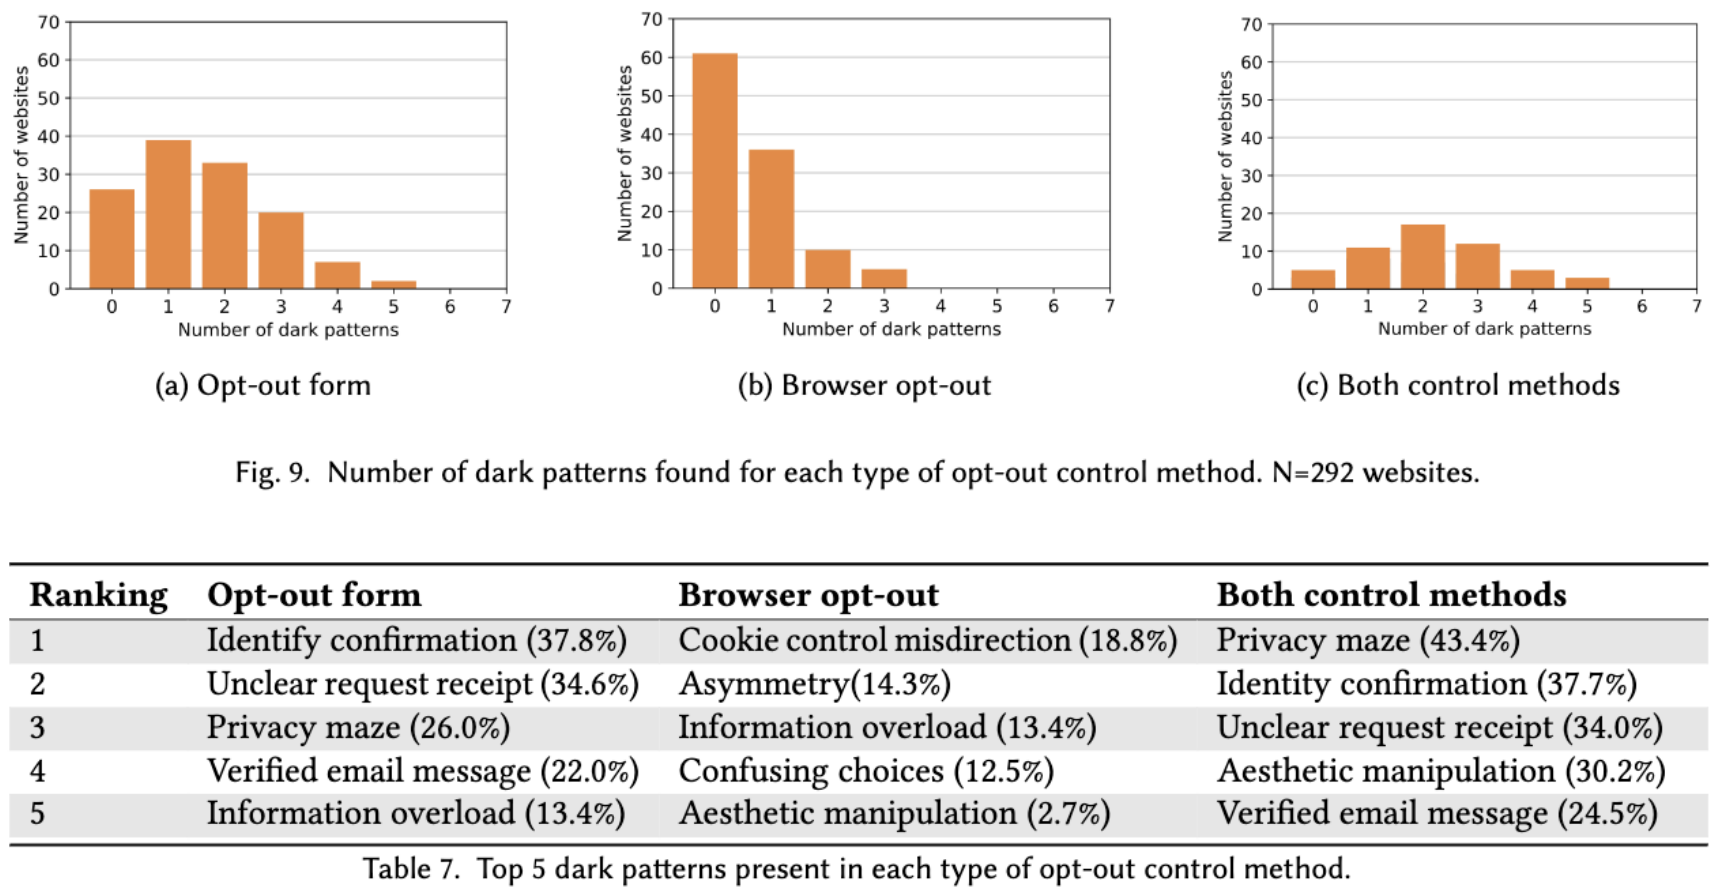 70
60
50
40
30
20
10
0
Number of websites
0 1 2 3 4 5 6 7
Number of dark patterns
(a) Opt-out form
70
60
50
40
30
20
10
0
Number of websites
0 1 2 3 4 5 6 7
Number of dark patterns
(b) Browser opt-out
70
60
50
40
30
20
10
0
Number of websites
0 1 2 3 4 5 6 7
Number of dark patterns
(c) Both control methods
Fig. 9. Number of dark patterns found for each type of opt-out control method. N=292 websites.
Ranking Opt-out form Browser opt-out Both control methods
1 Identify confirmation (37.8%) Cookie control misdirection (18.8%) Privacy maze (43.4%)
2 Unclear request receipt (34.6%) Asymmetry(14.3%) Identity confirmation (37.7%)
3 Privacy maze (26.0%) Information overload (13.4%) Unclear request receipt (34.0%)
4 Verified email message (22.0%) Confusing choices (12.5%) Aesthetic manipulation (30.2%)
5 Information overload (13.4%) Aesthetic manipulation (2.7%) Verified email message (24.5%)
Table 7. Top 5 dark patterns present in each type of opt-out control method.